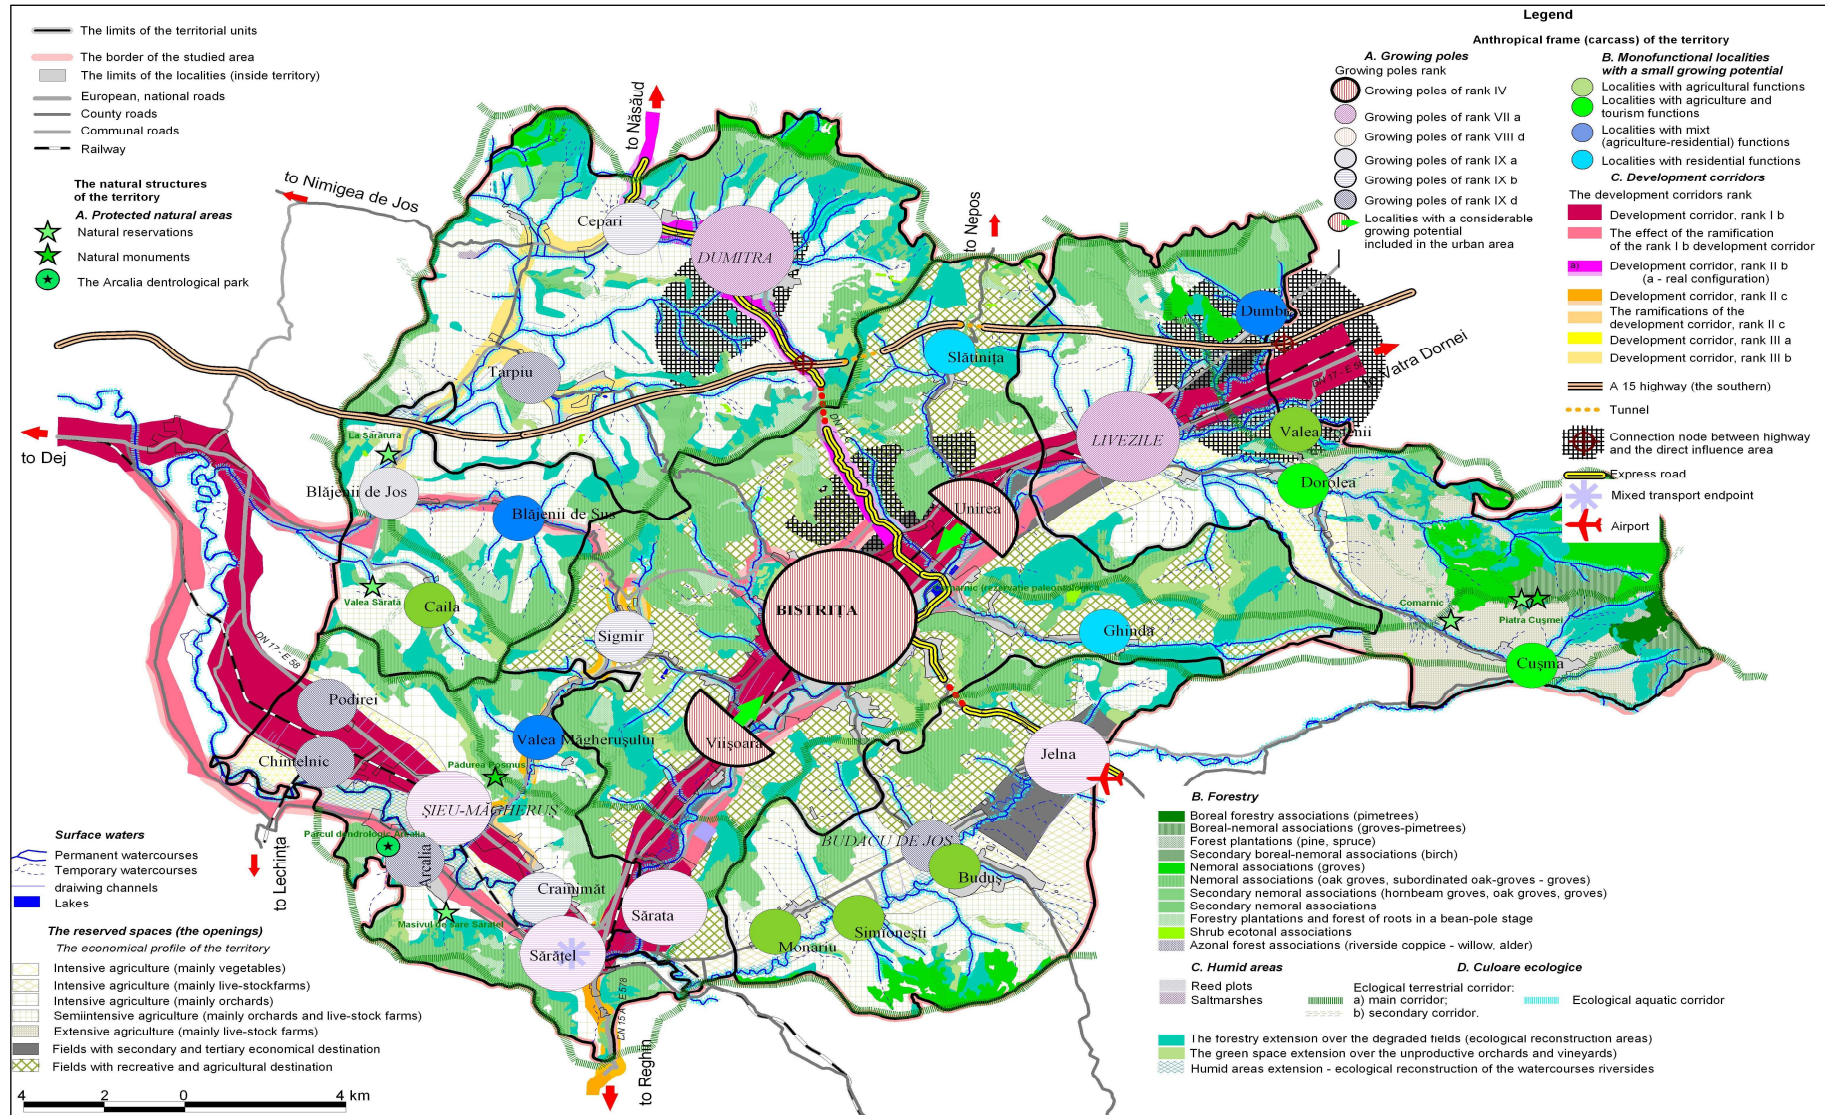 The limits of the territorial units
The border of the studied area
The limits of the localities (inside territory)
European, national roads
County roads
Communal roads
Railway
The natural structures
of the territory
A. Protected natural areas
Natural reservations
Natural monuments
The Arcalia dentrological park
Legend
Anthropical frame (carcass) of the territory
A. Growing poles
Growing poles rank
Growing poles of rank IV
Growing poles of rank VII a
Growing poles of rank VIII d
Growing poles of rank IX a
Growing poles of rank IX b
Growing poles of rank IX d
Localities with a considerable
growing potential
included in the urban area
B. Monofunctional localities
with a small growing potential
Localities with agricultural functions
Localities with agriculture and
tourism functions
Localities with mixt
(agriculture-residential) functions
Localities with residential functions
C. Development corridors
The development corridors rank
Development corridor, rank I b
The effect of the ramification
of the rank I b development corridor
a)
Development corridor, rank II b
(a - real configuration)
Development corridor, rank II c
The ramifications of the
development corridor, rank II c
Development corridor, rank III a
Development corridor, rank III b
A 15 highway (the southern)
Tunnel
Connection node between highway
and the direct influence area
Express road
Mixed transport endpoint
Airport
to Năsăud
to Nimigea de Jos
to Nepos
Vatra Dornei
to Dej
to Lechința
to Reghin
Cepari
DUMITRA
Tarpiu
Slătinița
LIVEZILE
DN 17 C
La Sărătura
Blăjenii de Jos
Blăjenii de Sus
Unirea
Dorolea
Valea Sărată
Caila
BISTRIȚA
Sigmir
Ghinda
Comarnic
Piatra Cușmei
Cușma
DN 17 - E 58
Podirei
Chintelnic
Valea Măgherușului
Pădurea Posmuș
Viișoara
Jelna
ȘIEU-MĂGHERUȘ
Parcul dendrologic Arcalia
Arcalia
Crainimăt
Masivul de sare Sărățel
Sărățel
Sărata
BUDACU DE JOS
Buduș
Monariu
Simionești
DN 15 A E 578
Surface waters
Permanent watercourses
Temporary watercourses
draiwing channels
Lakes
The reserved spaces (the openings)
The economical profile of the territory
Intensive agriculture (mainly vegetables)
Intensive agriculture (mainly live-stockfarms)
Intensive agriculture (mainly orchards)
Semiintensive agriculture (mainly orchards and live-stock farms)
Extensive agriculture (mainly live-stock farms)
Fields with secondary and tertiary economical destination
Fields with recreative and agricultural destination
4 2 0 4 km
B. Forestry
Boreal forestry associations (pimetrees)
Boreal-nemoral associations (groves-pimetrees)
Forest plantations (pine, spruce)
Secondary boreal-nemoral associations (birch)
Nemoral associations (groves)
Nemoral associations (oak groves, subordinated oak-groves - groves)
Secondary nemoral associations (hornbeam groves, oak groves, groves)
Secondary nemoral associations
Forestry plantations and forest of roots in a bean-pole stage
Shrub ecotonal associations
Azonal forest associations (riverside coppice - willow, alder)
C. Humid areas
Reed plots
Saltmarshes
D. Culoare ecologice
Eclogical terrestrial corridor:
a) main corridor;
b) secondary corridor.
Ecological aquatic corridor
The forestry extension over the degraded fields (ecological reconstruction areas)
The green space extension over the unproductive orchards and vineyards)
Humid areas extension - ecological reconstruction of the watercourses riversides